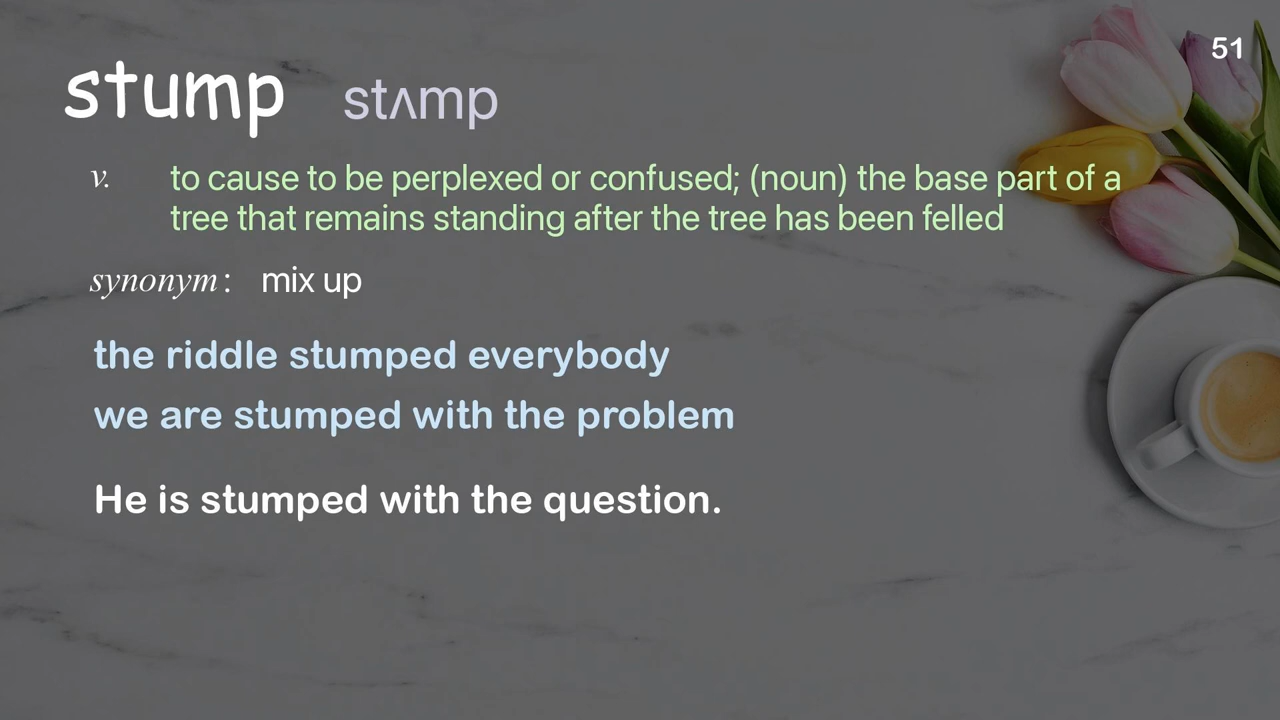 51
stump stʌmp
v. to cause to be perplexed or confused; (noun) the base part of a
tree that remains standing after the tree has been felled
synonym: mix up
the riddle stumped everybody
we are stumped with the problem
He is stumped with the question.